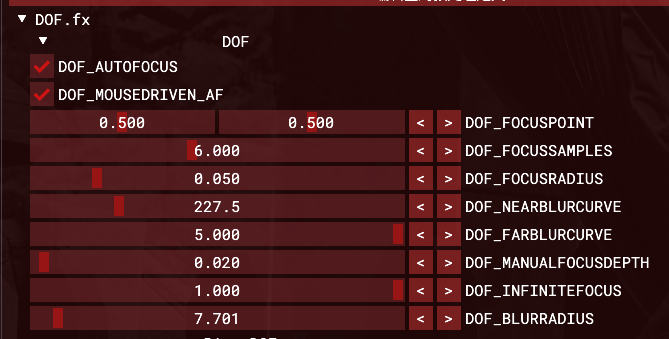 DOF.fx
DOF
DOF_AUTOFOCUS
DOF_MOUSEDRIVEN_AF
0.500 0.500 < > DOF_FOCUSPOINT
6.000 < > DOF_FOCUSSAMPLES
0.050 < > DOF_FOCUSRADIUS
227.5 < > DOF_NEARBLURCURVE
5.000 < > DOF_FARBLURCURVE
0.020 < > DOF_MANUALFOCUSDEPTH
1.000 < > DOF_INFINITEFOCUS
7.701 < > DOF_BLURRADIUS